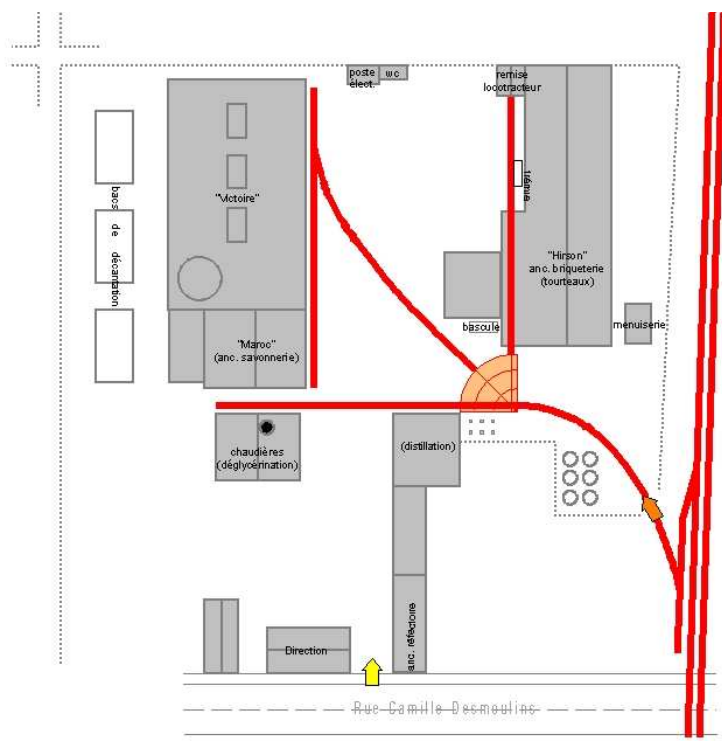 poste
élect.
wc
remise
locotracteur
trémie
"Victoire"
bacs de décantation
"Hirson"
anc. briqueterie
(tourteaux)
bascule
menuiserie
"Maroc"
(anc. savonnerie)
chaudières
(déglycérination)
(distillation)
anc. réfectoire
Direction
Rue Camille Desmoulins